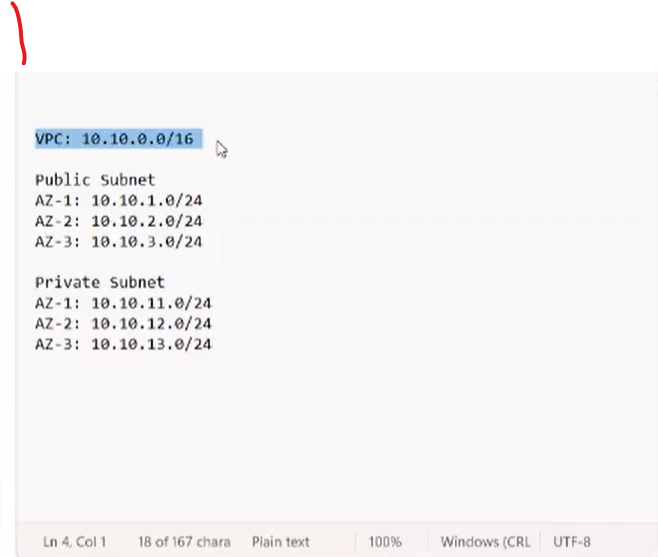 VPC: 10.10.0.0/16
Public Subnet
AZ-1: 10.10.1.0/24
AZ-2: 10.10.2.0/24
AZ-3: 10.10.3.0/24
Private Subnet
AZ-1: 10.10.11.0/24
AZ-2: 10.10.12.0/24
AZ-3: 10.10.13.0/24
Ln 4, Col 1 18 of 167 chara Plain text 100% Windows (CRL UTF-8